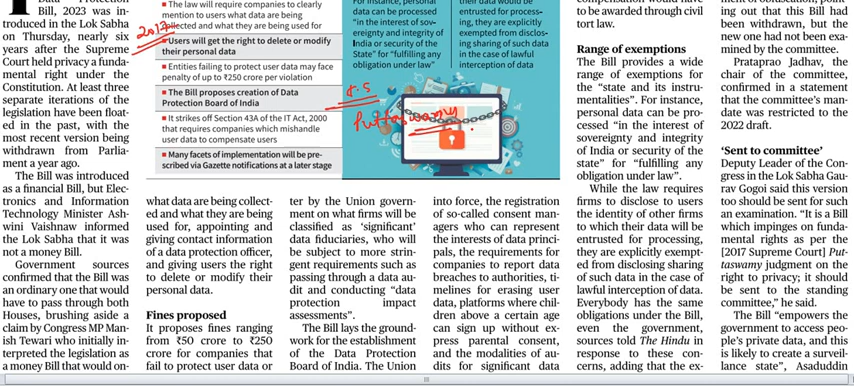 Bill, 2023 was in-
troduced in the Lok Sabha
on Thursday, nearly six
years after the Supreme
Court held privacy a funda-
mental right under the
Constitution. At least three
separate iterations of the
legislation have been float-
ed in the past, with the
most recent version being
withdrawn from Parlia-
ment a year ago.
The Bill was introduced
as a financial Bill, but Elec-
tronics and Information
Technology Minister Ash-
wini Vaishnaw informed
the Lok Sabha that it was
not a money Bill.
Government sources
confirmed that the Bill was
an ordinary one that would
have to pass through both
Houses, brushing aside a
claim by Congress MP Man-
ish Tewari who initially in-
terpreted the legislation as
a money Bill that would on-
2017
The law will require companies to clearly
mention to users what data are being
collected and what they are being used for
Users will get the right to delete or modify
their personal data
Entities failing to protect user data may face
penalty of up to ₹250 crore per violation
The Bill proposes creation of Data
Protection Board of India
It strikes off Section 43A of the IT Act, 2000
that requires companies which mishandle
user data to compensate users
Many facets of implementation will be pre-
scribed via Gazette notifications at a later stage
For instance, personal
data can be processed
"in the interest of sov-
ereignty and integrity of
India or security of the
State" for "fulfilling any
obligation under law"
their data would be
entrusted for process-
ing, they are explicitly
exempted from disclos-
ing sharing of such data
in the case of lawful
interception of data
Puttaswamy
what data are being collect-
ed and what they are being
used for, appointing and
giving contact information
of a data protection officer,
and giving users the right
to delete or modify their
personal data.
Fines proposed
It proposes fines ranging
from ₹50 crore to ₹250
crore for companies that
fail to protect user data or
ter by the Union govern-
ment on what firms will be
classified as 'significant'
data fiduciaries, who will
be subject to more strin-
gent requirements such as
passing through a data au-
dit and conducting "data
protection impact
assessments".
The Bill lays the ground-
work for the establishment
of the Data Protection
Board of India. The Union
into force, the registration
of so-called consent man-
agers who can represent
the interests of data princi-
pals, the requirements for
companies to report data
breaches to authorities, ti-
melines for erasing user
data, platforms where chil-
dren above a certain age
can sign up without ex-
press parental consent,
and the modalities of au-
dits for significant data
to be awarded through civil
tort law.
Range of exemptions
The Bill provides a wide
range of exemptions for
the "state and its instru-
mentalities". For instance,
personal data can be pro-
cessed "in the interest of
sovereignty and integrity
of India or security of the
state" for "fulfilling any
obligation under law".
While the law requires
firms to disclose to users
the identity of other firms
to which their data will be
entrusted for processing,
they are explicitly exempt-
ed from disclosing sharing
of such data in the case of
lawful interception of data.
Everybody has the same
obligations under the Bill,
even the government,
sources told The Hindu in
response to these con-
cerns, adding that the ex-
ing out that this Bill had
been withdrawn, but the
new one had not been exa-
mined by the committee.
Prataprao Jadhav, the
chair of the committee,
confirmed in a statement
that the committee's man-
date was restricted to the
2022 draft.
'Sent to committee'
Deputy Leader of the Con-
gress in the Lok Sabha Gau-
rav Gogoi said this version
too should be sent for such
an examination. "It is a Bill
which impinges on funda-
mental rights as per the
[2017 Supreme Court] Put-
taswamy judgment on the
right to privacy; it should
be sent to the standing
committee," he said.
The Bill "empowers the
government to access peo-
ple's private data, and this
is likely to create a surveil-
lance state", Asaduddin